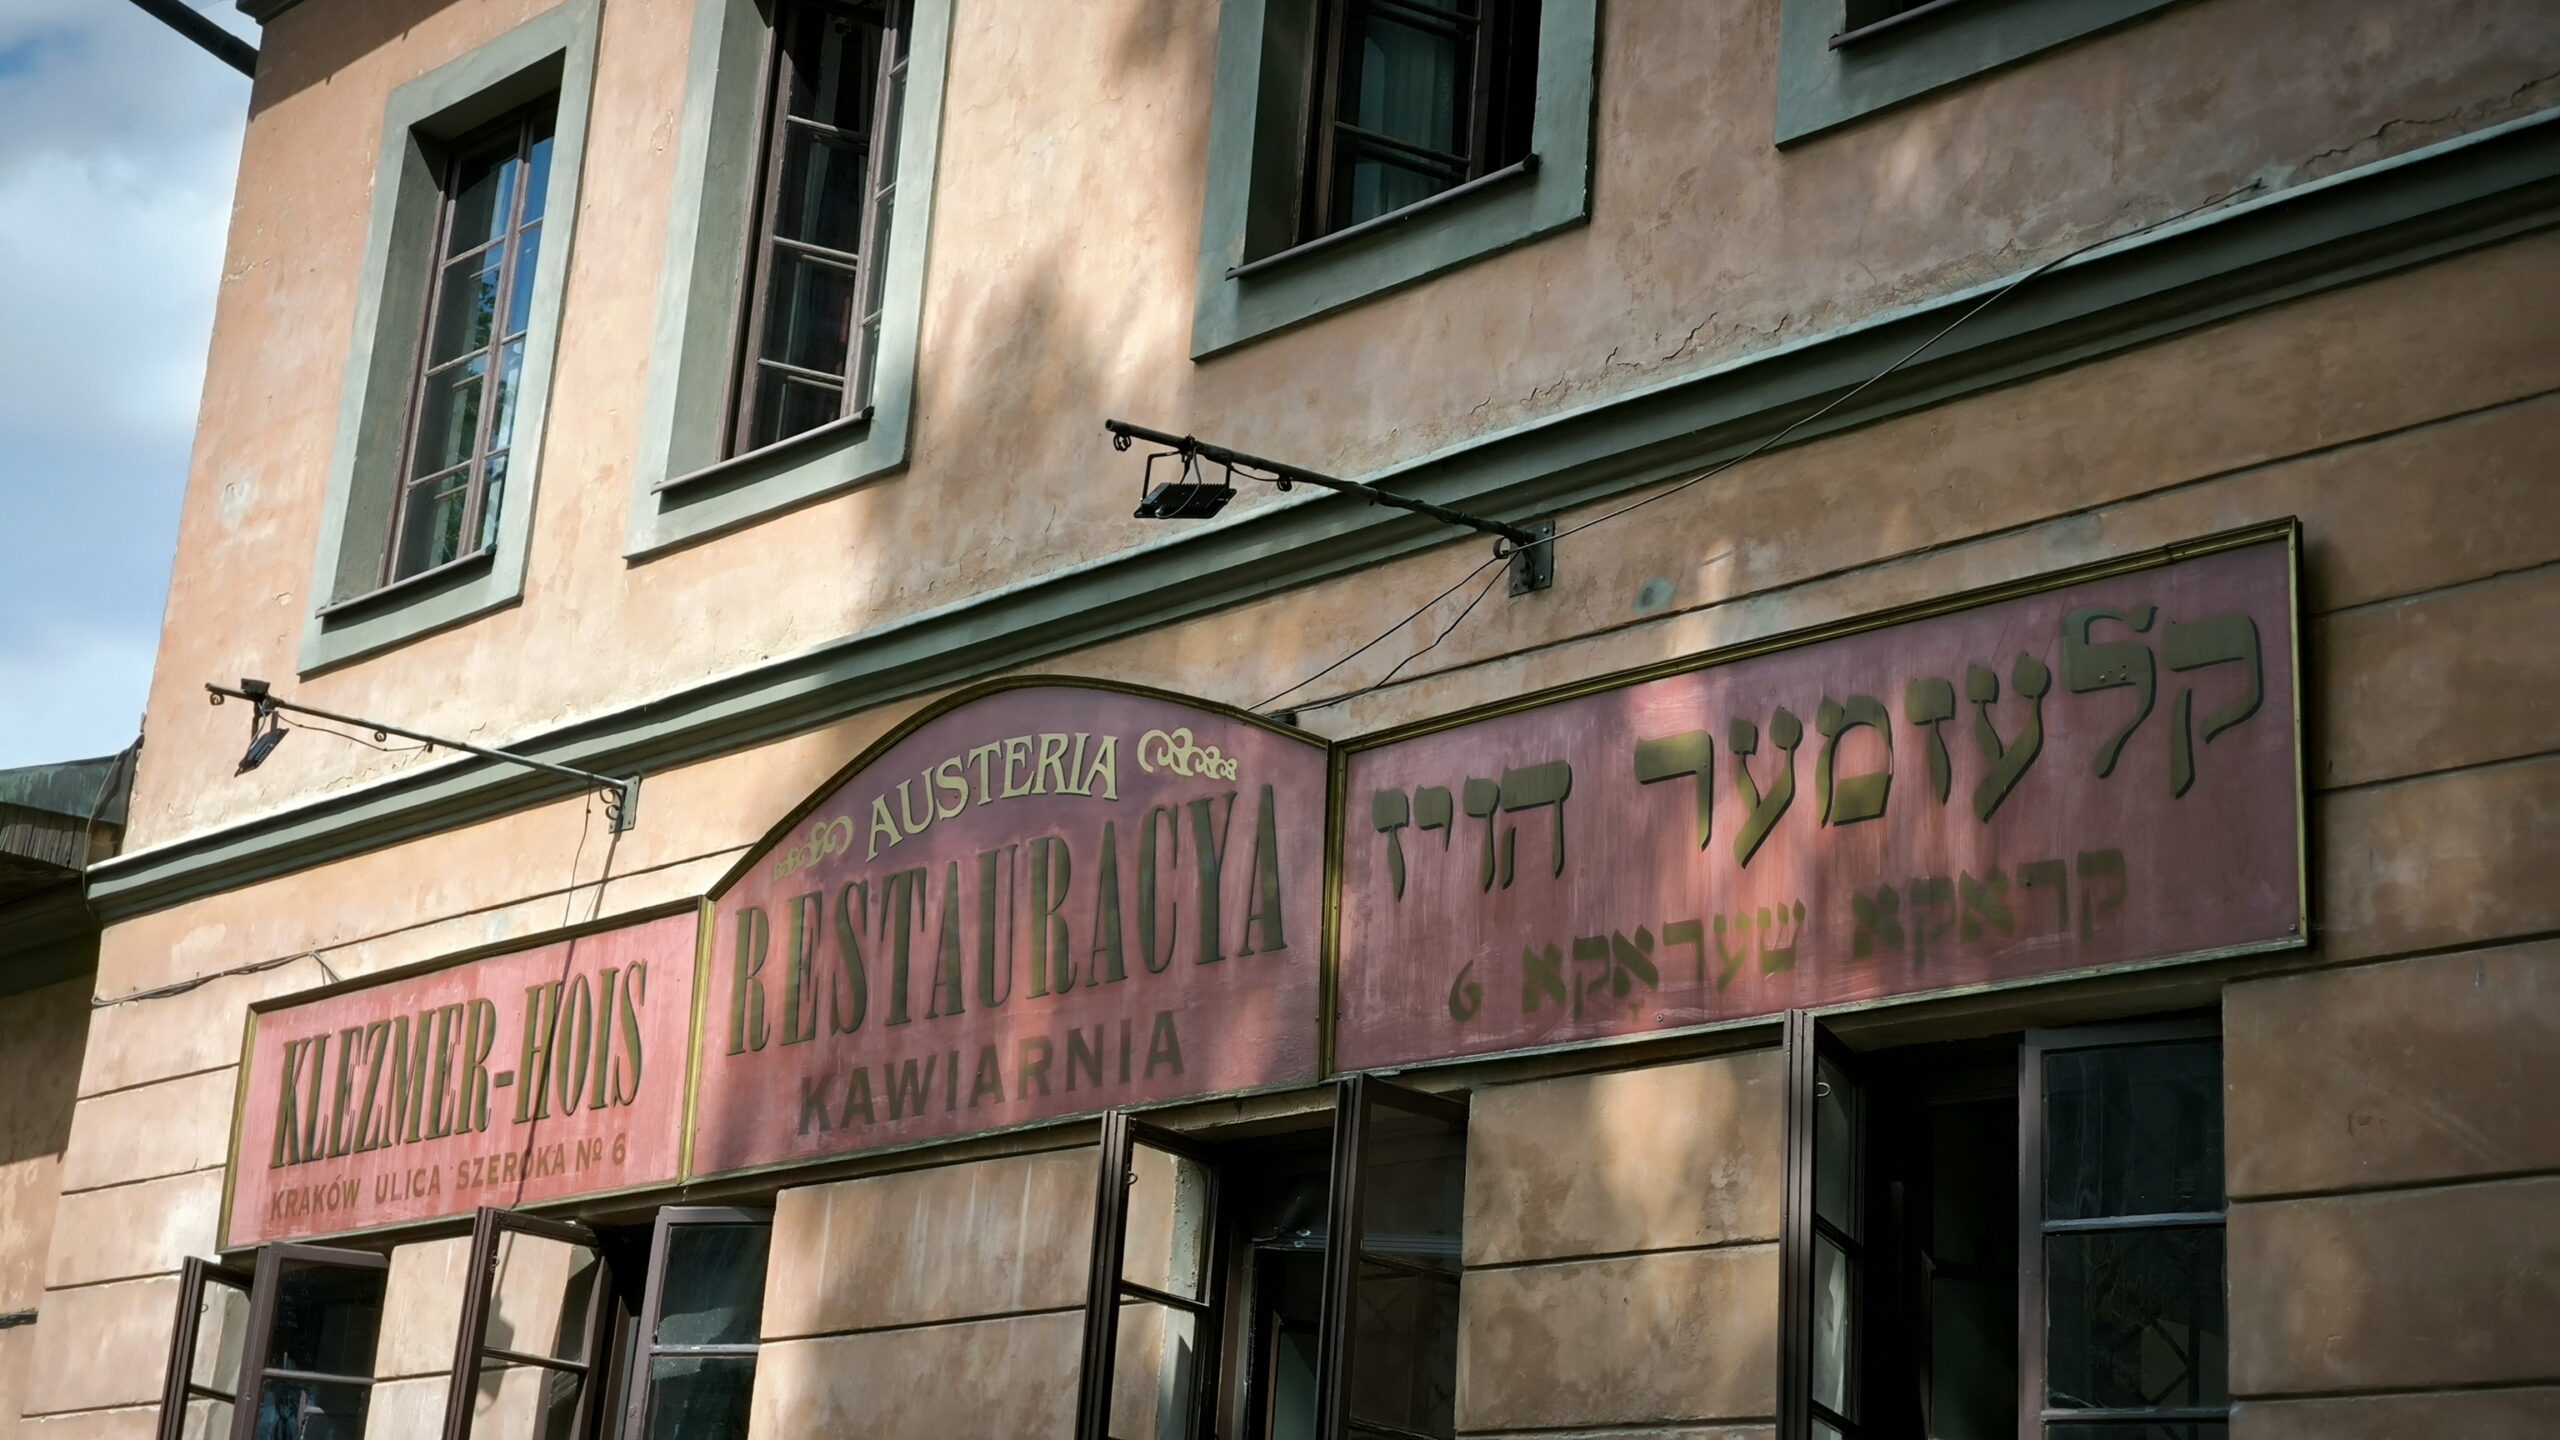 KLEZMER-HOIS
KRAKÓW ULICA SZEROKA Nº 6
AUSTERIA
RESTAURACYA
KAWIARNIA
קלעזמער הויז
קראקא שעראָקא 6